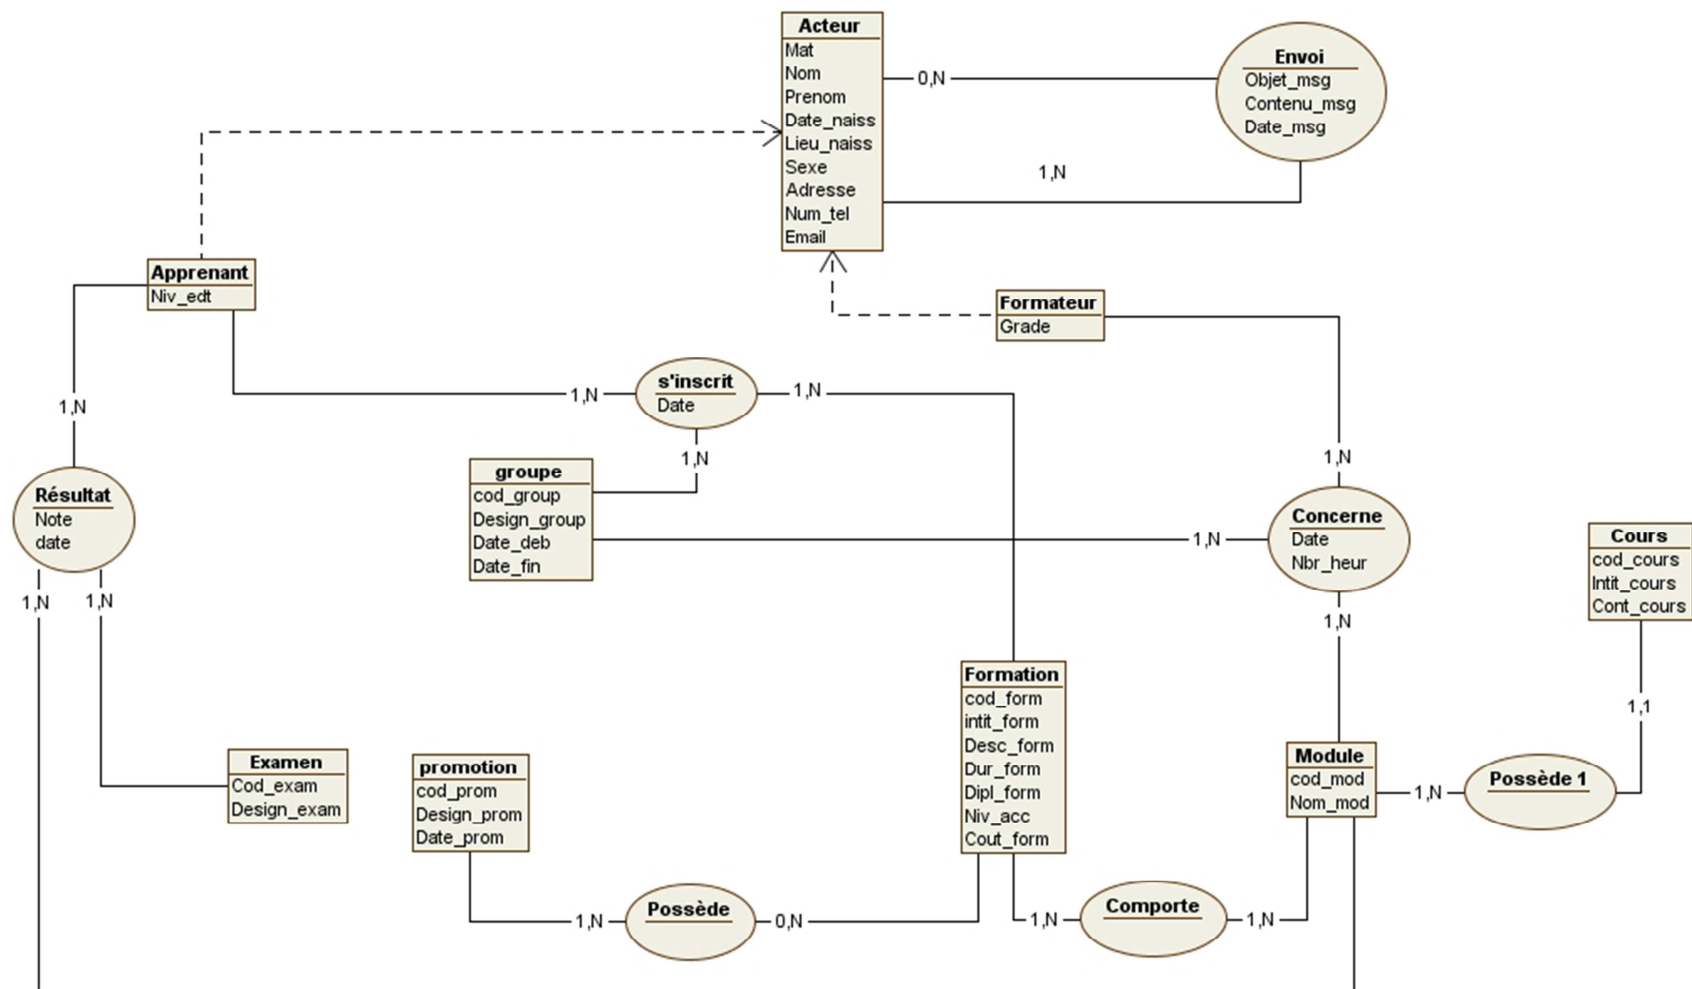 Acteur
Mat
Nom
Prenom
Date_naiss
Lieu_naiss
Sexe
Adresse
Num_tel
Email
0,N
1,N
Envoi
Objet_msg
Contenu_msg
Date_msg
Apprenant
Niv_edt
Formateur
Grade
1,N
s'inscrit
Date
1,N
1,N
1,N
1,N
groupe
cod_group
Design_group
Date_deb
Date_fin
Résultat
Note
date
1,N
1,N
1,N
Concerne
Date
Nbr_heur
1,N
Cours
cod_cours
Intit_cours
Cont_cours
1,1
Formation
cod_form
intit_form
Desc_form
Dur_form
Dipl_form
Niv_acc
Cout_form
Module
cod_mod
Nom_mod
1,N
Possède 1
Examen
Cod_exam
Design_exam
promotion
cod_prom
Design_prom
Date_prom
1,N
Possède
0,N
1,N
Comporte
1,N